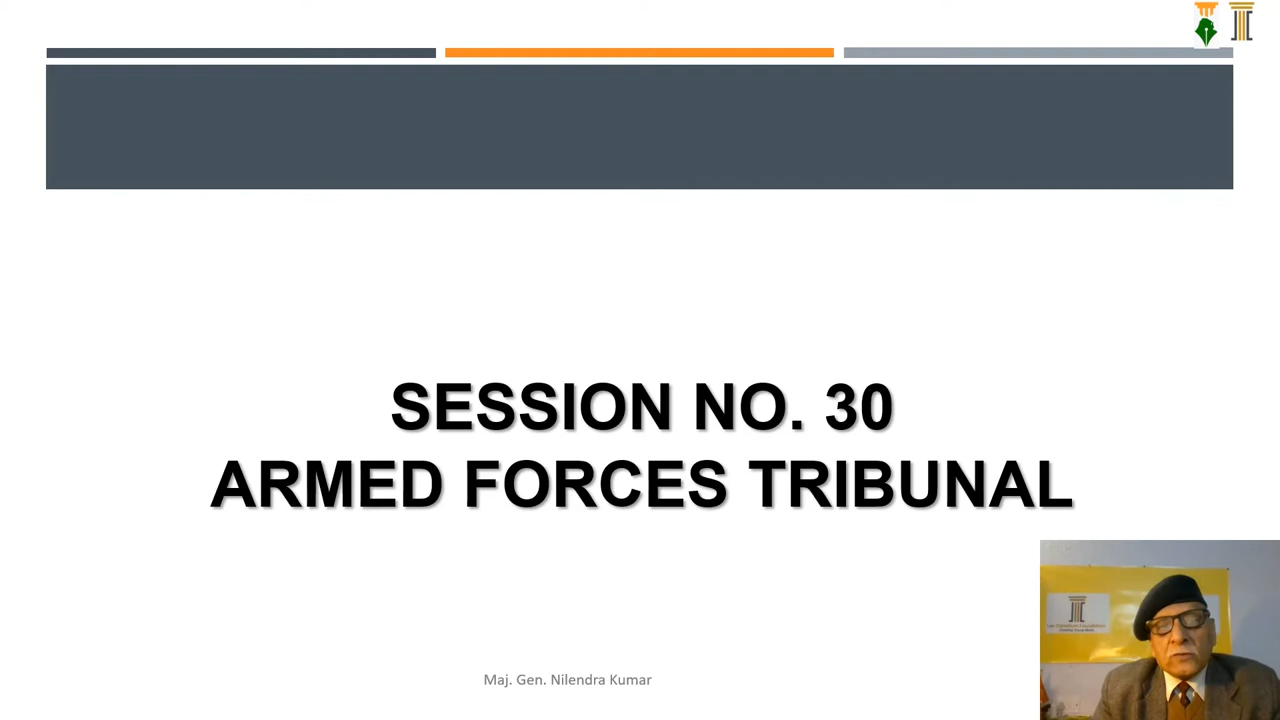 SESSION NO. 30
ARMED FORCES TRIBUNAL
Maj. Gen. Nilendra Kumar